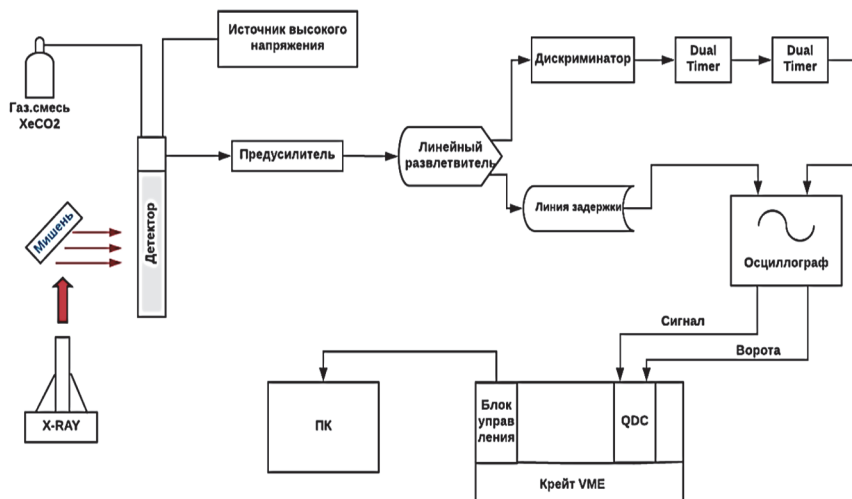 Источник высокого
напряжения
Дискриминатор
Dual
Timer
Dual
Timer
Газ.смесь
XeCO2
Предусилитель
Линейный
развлетвитель
Мишень
Детектор
Линия задержки
Осциллограф
Сигнал
Ворота
X-RAY
ПК
Блок
управ
ления
QDC
Крейт VME